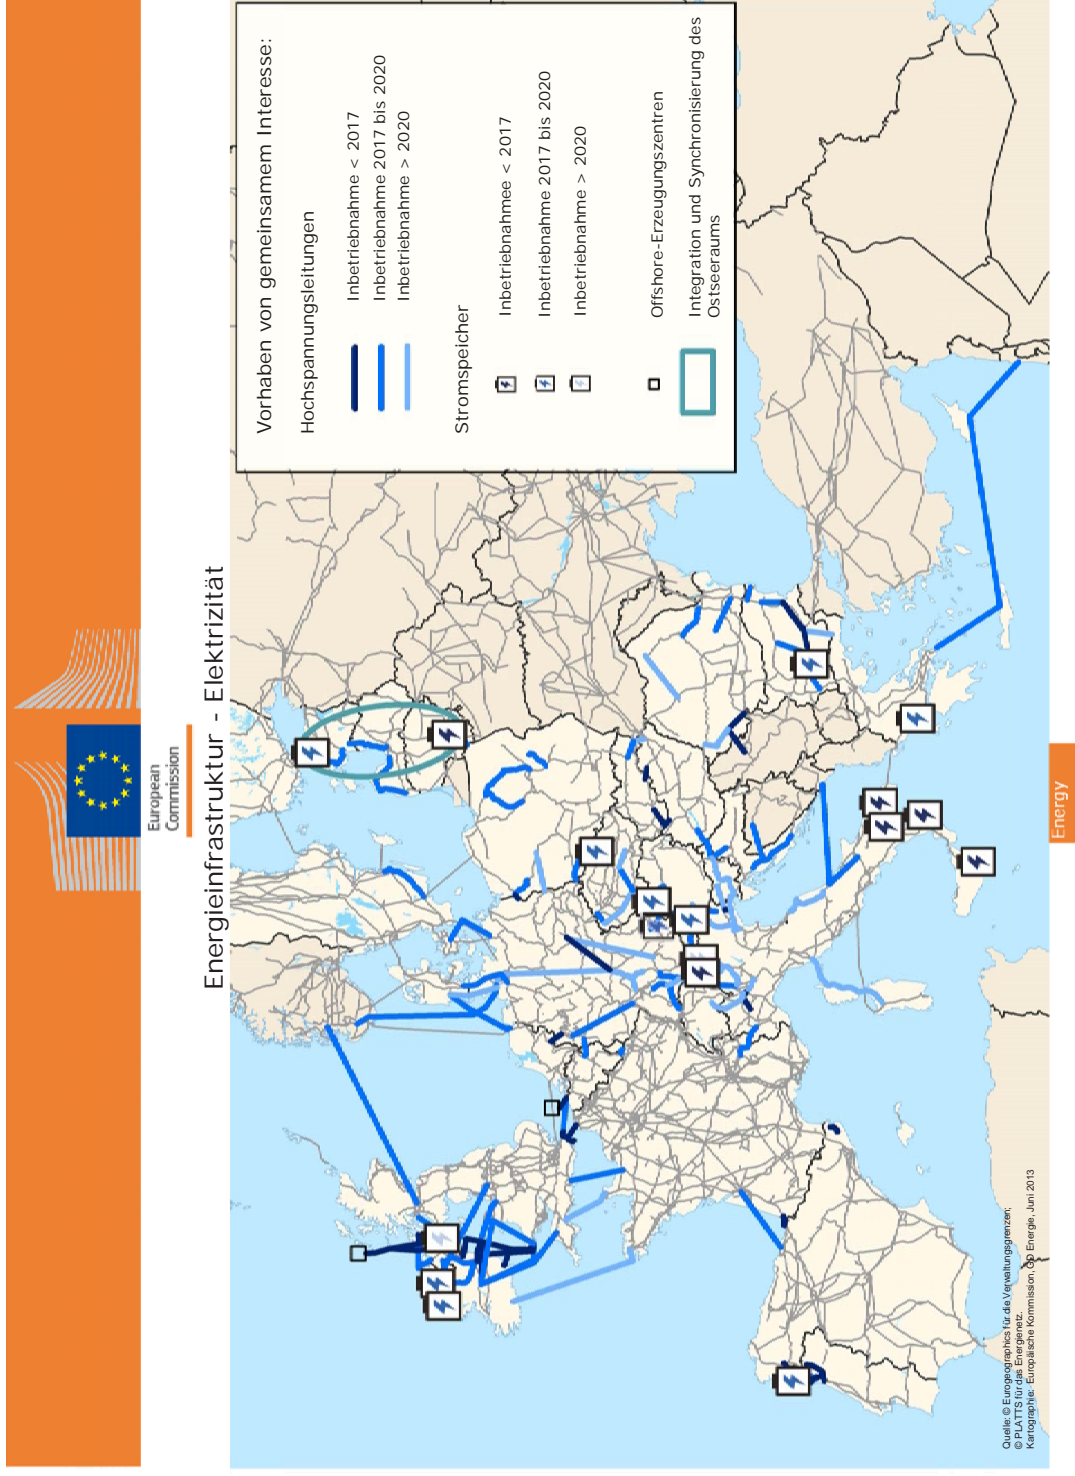 European
Commission
Energieinfrastruktur - Elektrizität
Vorhaben von gemeinsamem Interesse:
Hochspannungsleitungen
Inbetriebnahme < 2017
Inbetriebnahme 2017 bis 2020
Inbetriebnahme > 2020
Stromspeicher
Inbetriebnahmee < 2017
Inbetriebnahme 2017 bis 2020
Inbetriebnahme > 2020
Offshore-Erzeugungszentren
Integration und Synchronisierung des
Ostseeraums
Quelle: © Eurogeographics für die Verwaltungsgrenzen;
© PLATTS für das Energienetz.
Kartographie: Europäische Kommission, GD Energie, Juni 2013
Energy